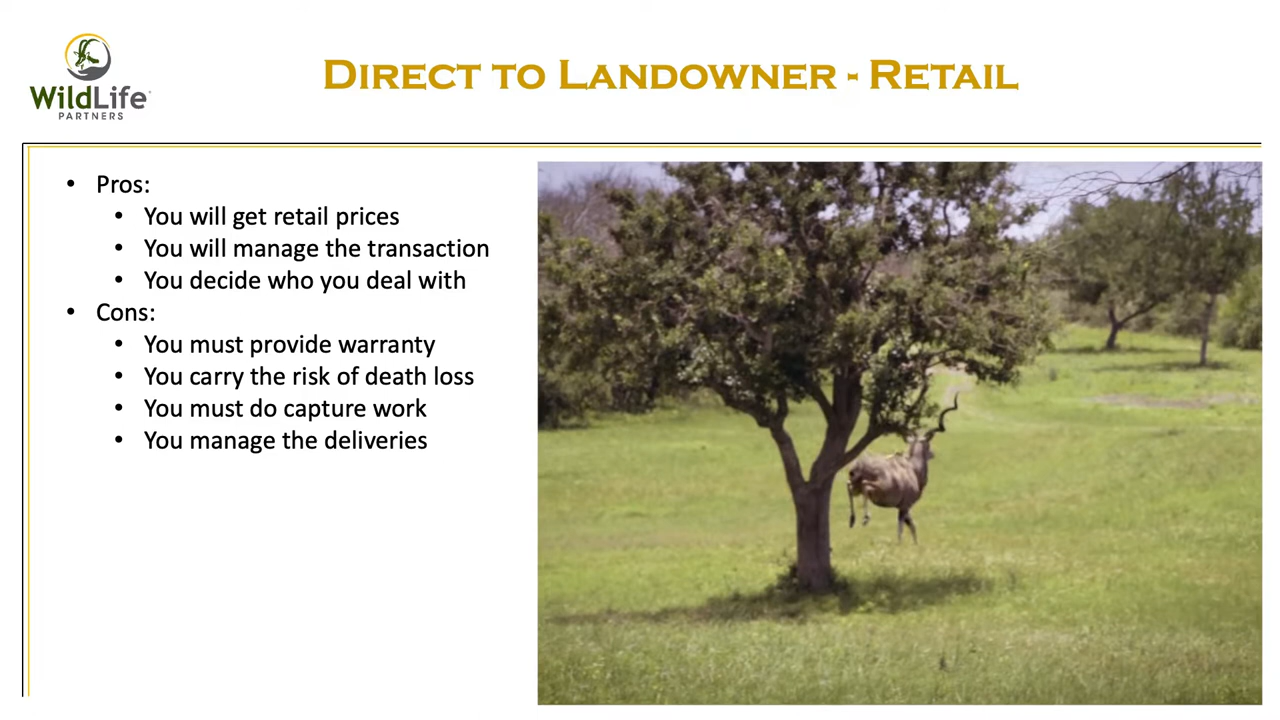 WildLife
PARTNERS
DIRECT TO LANDOWNER - RETAIL
• Pros:
• You will get retail prices
• You will manage the transaction
• You decide who you deal with
• Cons:
• You must provide warranty
• You carry the risk of death loss
• You must do capture work
• You manage the deliveries